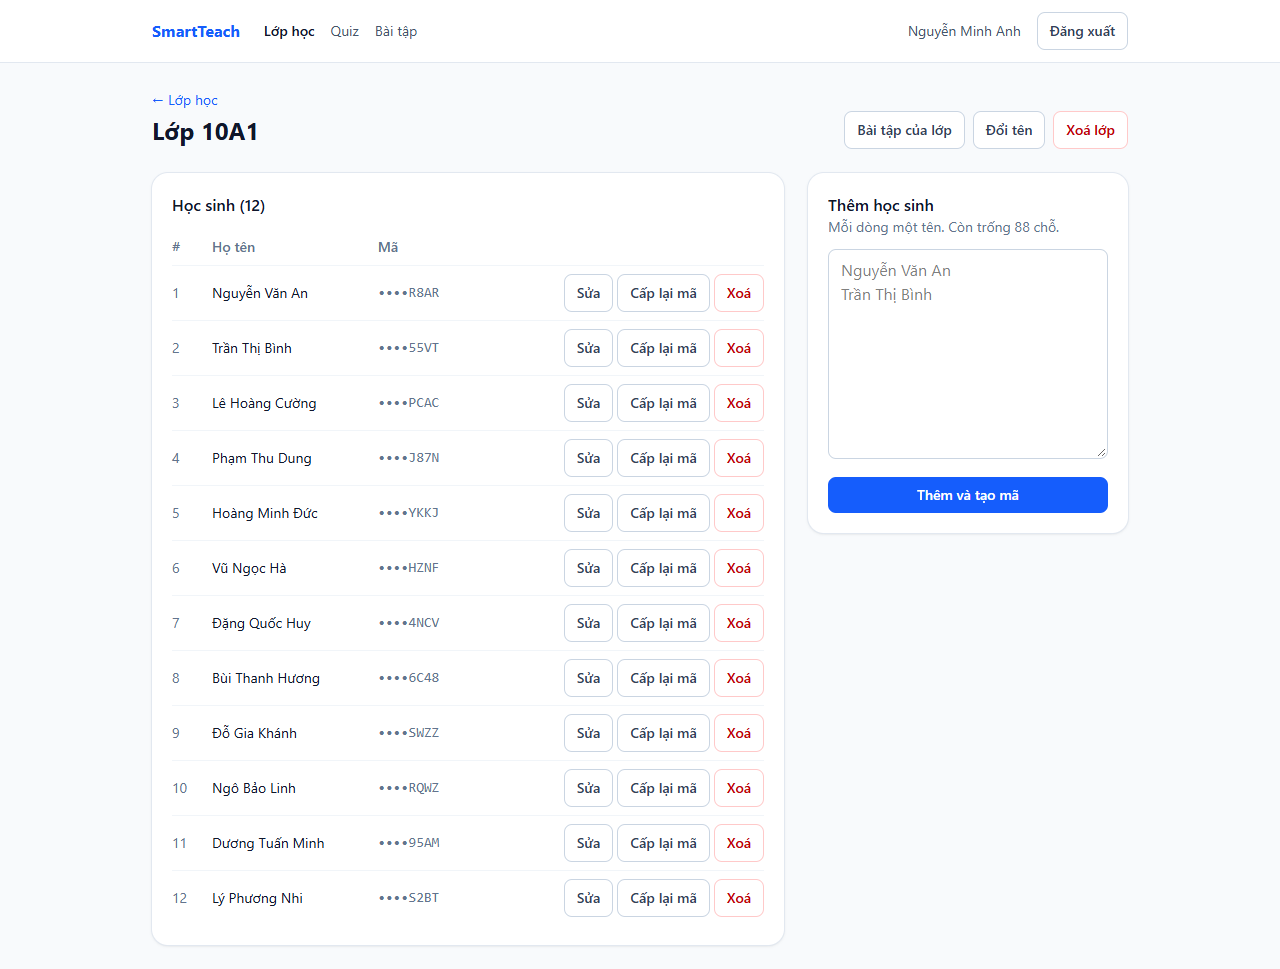 SmartTeach Lớp học Quiz Bài tập Nguyễn Minh Anh Đăng xuất
← Lớp học
Lớp 10A1
Bài tập của lớp Đổi tên Xoá lớp
Học sinh (12)
# Họ tên Mã
1 Nguyễn Văn An ••••R8AR Sửa Cấp lại mã Xoá
2 Trần Thị Bình ••••55VT Sửa Cấp lại mã Xoá
3 Lê Hoàng Cường ••••PCAC Sửa Cấp lại mã Xoá
4 Phạm Thu Dung ••••J87N Sửa Cấp lại mã Xoá
5 Hoàng Minh Đức ••••YKKJ Sửa Cấp lại mã Xoá
6 Vũ Ngọc Hà ••••HZNF Sửa Cấp lại mã Xoá
7 Đặng Quốc Huy ••••4NCV Sửa Cấp lại mã Xoá
8 Bùi Thanh Hương ••••6C48 Sửa Cấp lại mã Xoá
9 Đỗ Gia Khánh ••••SWZZ Sửa Cấp lại mã Xoá
10 Ngô Bảo Linh ••••RQWZ Sửa Cấp lại mã Xoá
11 Dương Tuấn Minh ••••95AM Sửa Cấp lại mã Xoá
12 Lý Phương Nhi ••••S2BT Sửa Cấp lại mã Xoá
Thêm học sinh
Mỗi dòng một tên. Còn trống 88 chỗ.
Nguyễn Văn An
Trần Thị Bình
Thêm và tạo mã